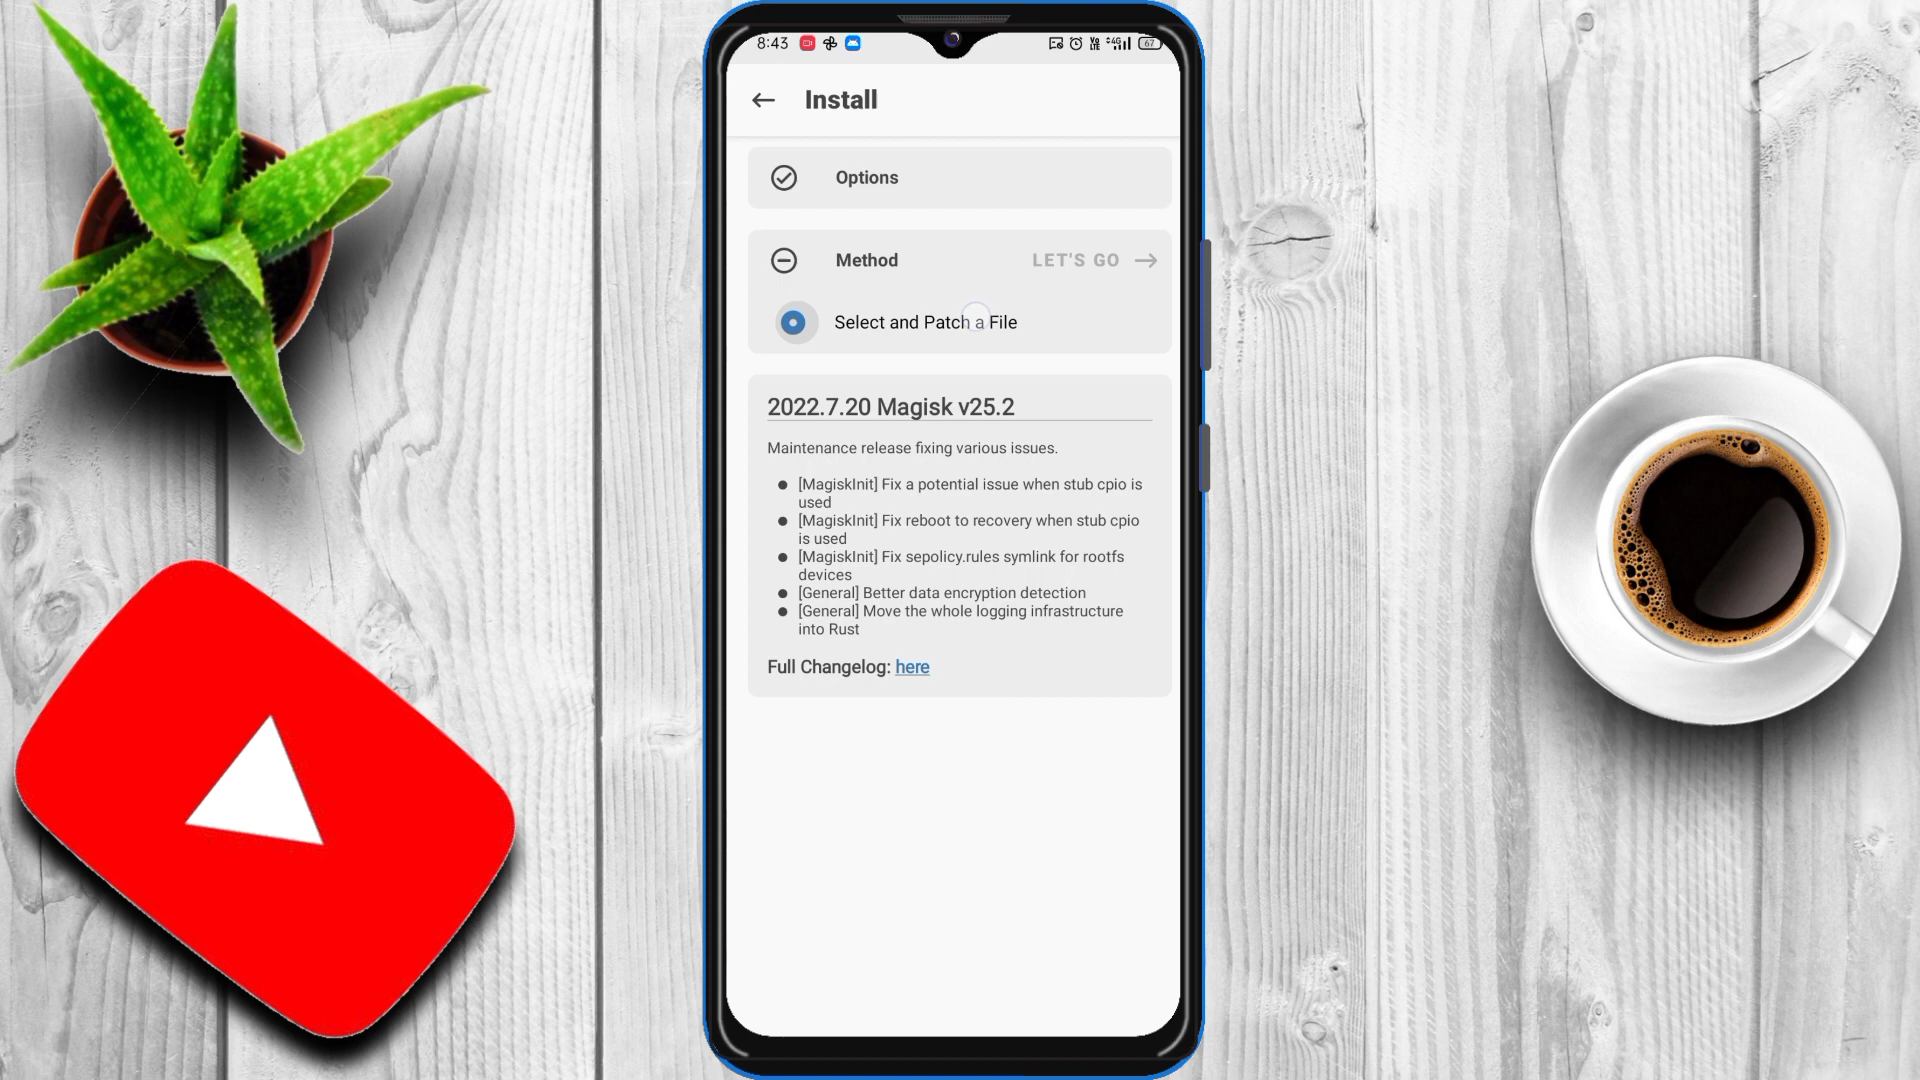 8:43
4G
67
Install
Options
Method
LET'S GO
Select and Patch a File
2022.7.20 Magisk v25.2
Maintenance release fixing various issues.
[MagiskInit] Fix a potential issue when stub cpio is
used
[MagiskInit] Fix reboot to recovery when stub cpio
is used
[MagiskInit] Fix sepolicy.rules symlink for rootfs
devices
[General] Better data encryption detection
[General] Move the whole logging infrastructure
into Rust
Full Changelog: here